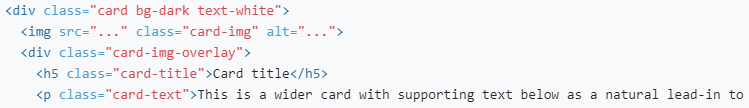 <div class="card bg-dark text-white">
<img src="..." class="card-img" alt="...">
<div class="card-img-overlay">
<h5 class="card-title">Card title</h5>
<p class="card-text">This is a wider card with supporting text below as a natural lead-in to